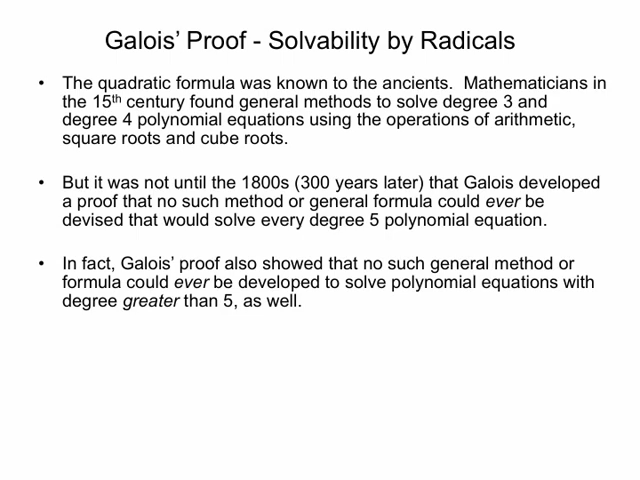 Galois’ Proof - Solvability by Radicals
• The quadratic formula was known to the ancients.  Mathematicians in
the 15th century found general methods to solve degree 3 and
degree 4 polynomial equations using the operations of arithmetic,
square roots and cube roots.
• But it was not until the 1800s (300 years later) that Galois developed
a proof that no such method or general formula could ever be
devised that would solve every degree 5 polynomial equation.
• In fact, Galois’ proof also showed that no such general method or
formula could ever be developed to solve polynomial equations with
degree greater than 5, as well.